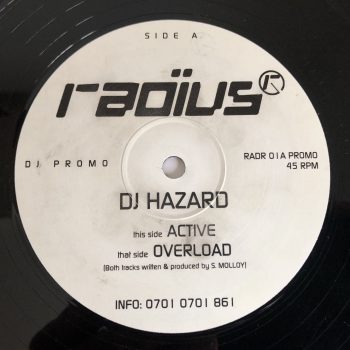 SIDE A
radïus R
DJ PROMO
RADR 01A PROMO
45 RPM
DJ HAZARD
this side ACTIVE
that side OVERLOAD
(Both tracks written & produced by S. MOLLOY)
INFO: 0701 0701 861